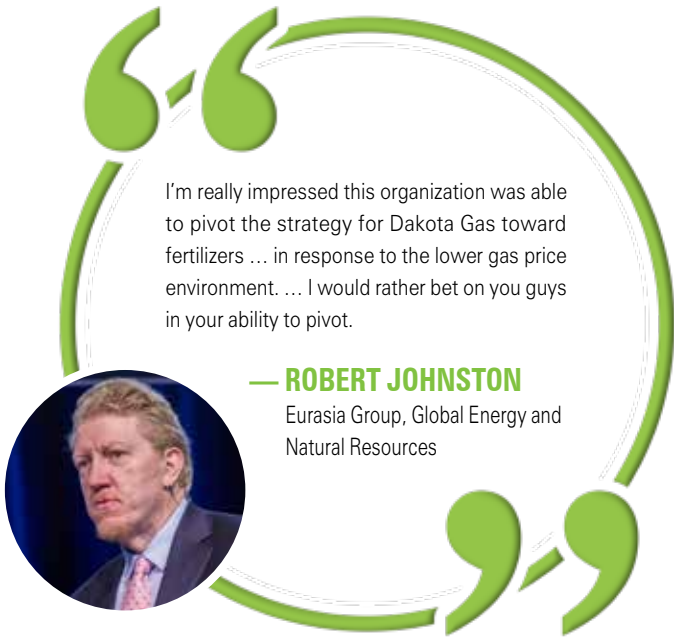 I'm really impressed this organization was able
to pivot the strategy for Dakota Gas toward
fertilizers … in response to the lower gas price
environment. … I would rather bet on you guys
in your ability to pivot.
— ROBERT JOHNSTON
Eurasia Group, Global Energy and
Natural Resources